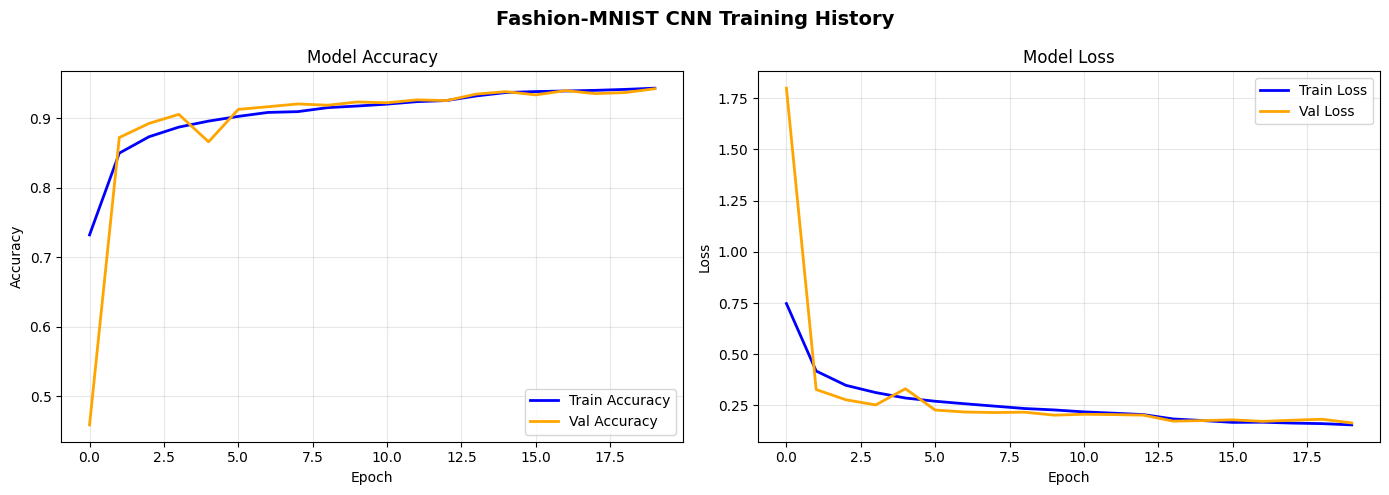 Fashion-MNIST CNN Training History
Model Accuracy
Accuracy
0.9
0.8
0.7
0.6
0.5
0.0 2.5 5.0 7.5 10.0 12.5 15.0 17.5
Epoch
Train Accuracy
Val Accuracy
Model Loss
Loss
1.75
1.50
1.25
1.00
0.75
0.50
0.25
0.0 2.5 5.0 7.5 10.0 12.5 15.0 17.5
Epoch
Train Loss
Val Loss